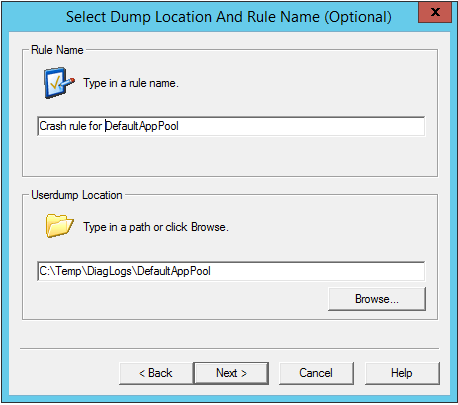 Select Dump Location And Rule Name (Optional)
x
Rule Name
Type in a rule name.
Crash rule for DefaultAppPool
Userdump Location
Type in a path or click Browse.
C:\Temp\DiagLogs\DefaultAppPool
Browse...
< Back Next > Cancel Help